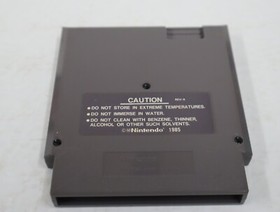 CAUTION REV-A
•DO NOT STORE IN EXTREME TEMPERATURES.
•DO NOT IMMERSE IN WATER.
•DO NOT CLEAN WITH BENZENE, THINNER,
ALCOHOL OR OTHER SUCH SOLVENTS.
©Nintendo 1985